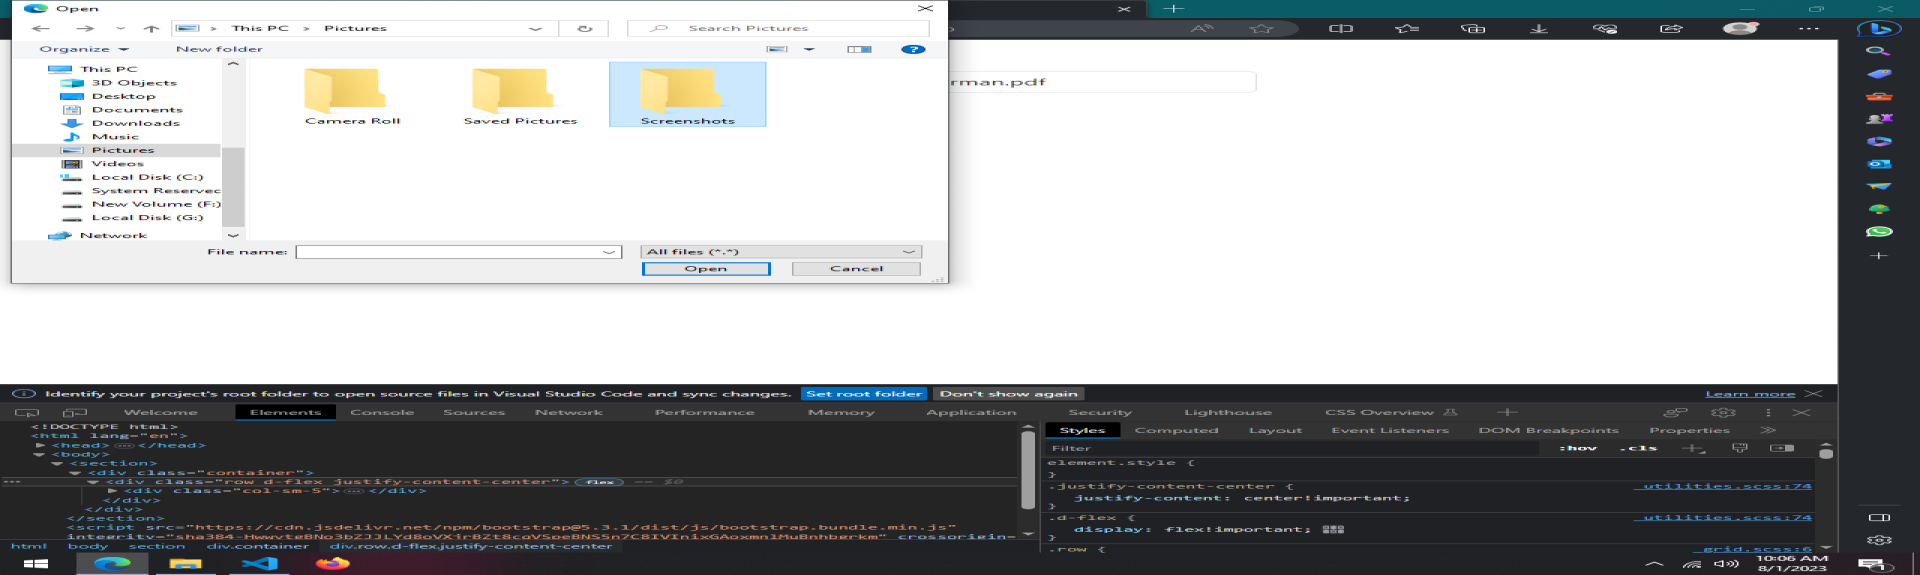 Open
This PC > Pictures
Search Pictures
Organize
New folder
This PC
3D Objects
Desktop
Documents
Downloads
Music
Pictures
Videos
Local Disk (C:)
System Reserved
New Volume (F:)
Local Disk (G:)
Network
Camera Roll
Saved Pictures
Screenshots
File name:
All files (*.*)
Open
Cancel
rman.pdf
Identify your project's root folder to open source files in Visual Studio Code and sync changes. Set root folder Don't show again Learn more
Welcome Elements Console Sources Network Performance Memory Application Security Lighthouse CSS Overview
<!DOCTYPE html>
<html lang="en">
<head> </head>
<body>
<section>
<div class="container">
<div class="row d-flex justify-content-center"> flex == $0
<div class="col-sm-5"> </div>
</div>
</div>
</section>
<script src="https://cdn.jsdelivr.net/npm/bootstrap@5.3.1/dist/js/bootstrap.bundle.min.js"
crossorigin=
html body section div.container div.row.d-flex.justify-content-center
Styles Computed Layout Event Listeners DOM Breakpoints Properties
Filter
:hov .cls
element.style {
}
.justify-content-center {
utilities.scss:74
justify-content: center!important;
}
.d-flex {
utilities.scss:74
display: flex!important;
}
.row {
grid.scss:6
10:06 AM
8/1/2023